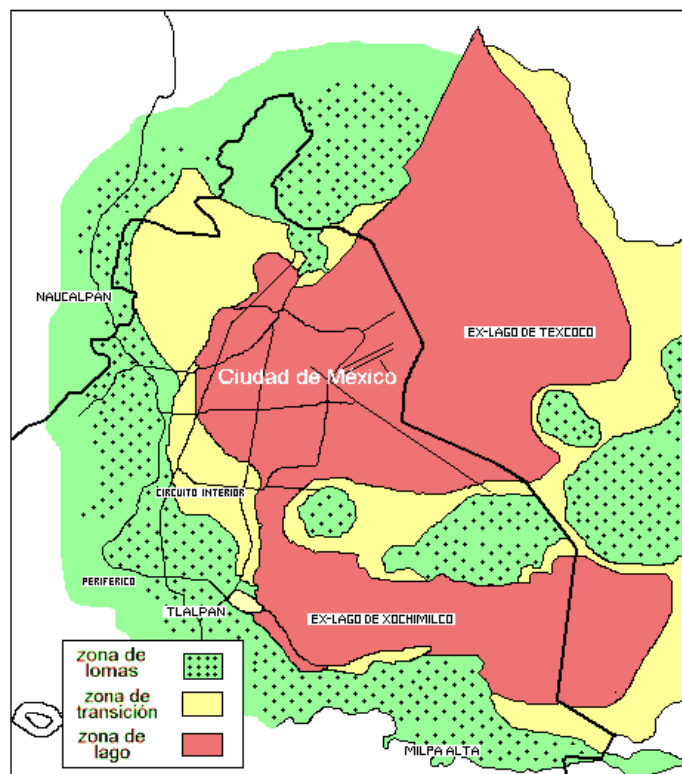 NAUCALPAN
EX-LAGO DE TEXCOCO
Ciudad de México
CIRCUITO INTERIOR
PERIFERICO
TLALPAN
EX-LAGO DE XOCHIMILCO
zona de
lomas
zona de
transición
zona de
lago
MILPA ALTA